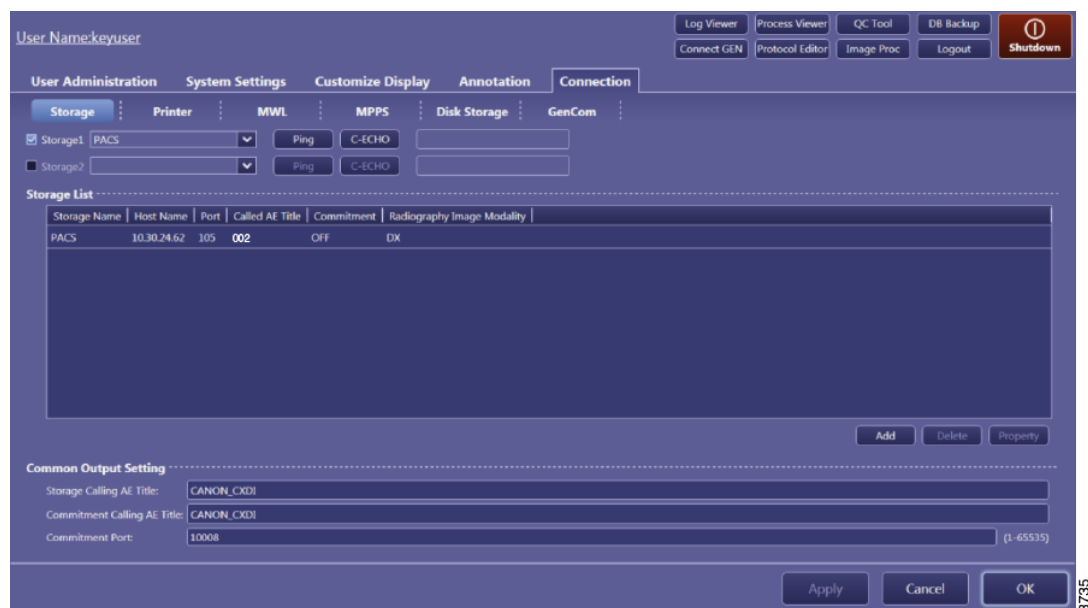 User Name:keyuser
Log Viewer Process Viewer QC Tool DB Backup
Connect GEN Protocol Editor Image Proc Logout Shutdown
User Administration System Settings Customize Display Annotation Connection
Storage Printer MWL MPPS Disk Storage GenCom
Storage1 PACS Ping C-ECHO
Storage2 Ping C-ECHO
Storage List
Storage Name Host Name Port Called AE Title Commitment Radiography Image Modality
PACS 10.30.24.62 105 002 OFF DX
Add Delete Property
Common Output Setting
Storage Calling AE Title: CANON_CXDI
Commitment Calling AE Title: CANON_CXDI
Commitment Port: 10008 (1-65535)
Apply Cancel OK